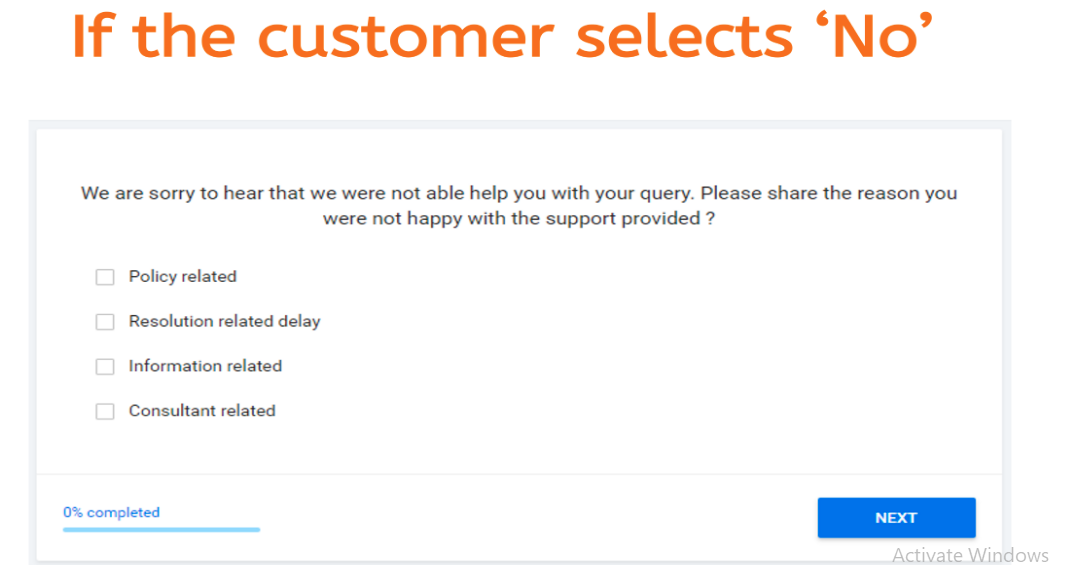 If the customer selects ‘No’
We are sorry to hear that we were not able help you with your query. Please share the reason you
were not happy with the support provided ?
Policy related
Resolution related delay
Information related
Consultant related
0% completed
NEXT
Activate Windows